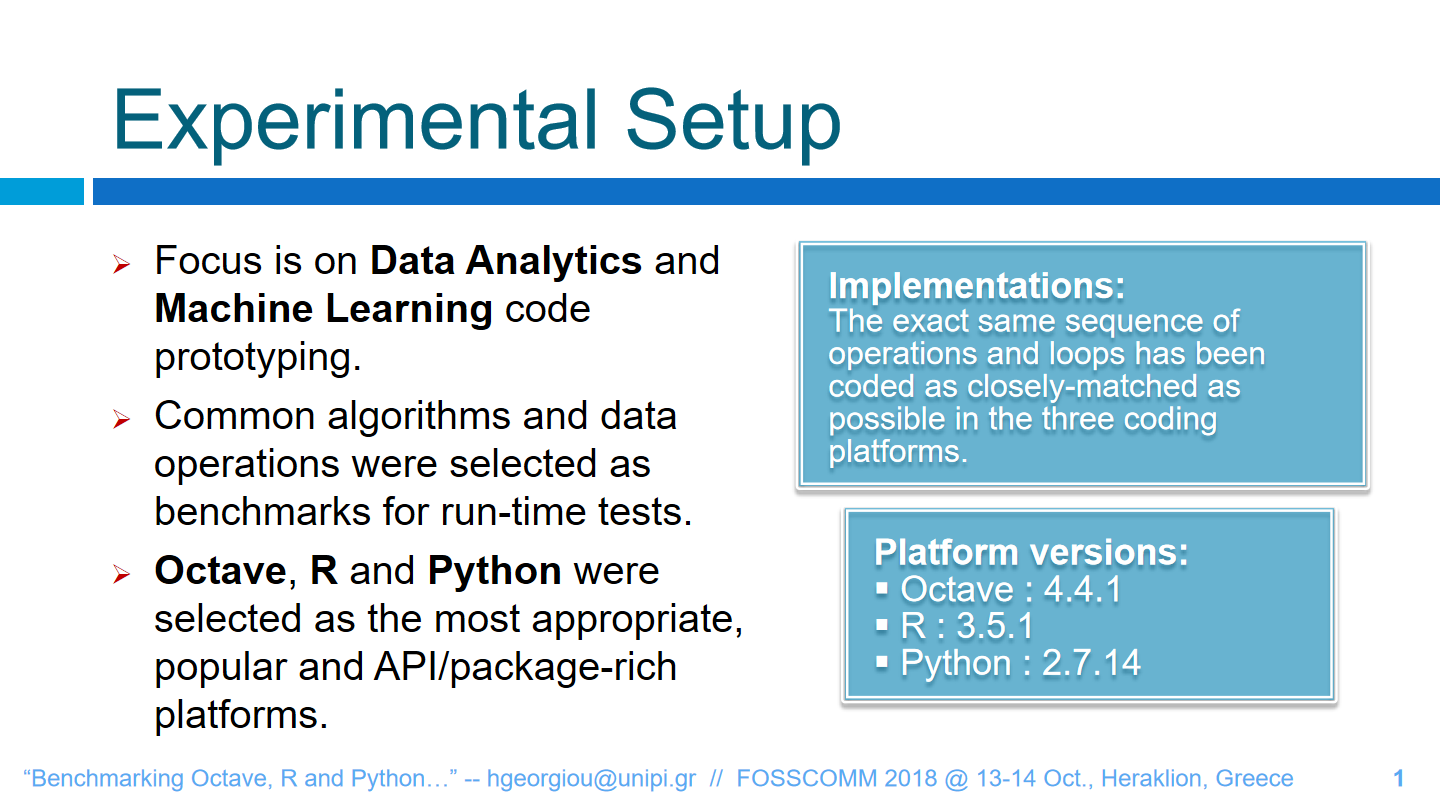 Experimental Setup
Focus is on Data Analytics and
Machine Learning code
prototyping.
Common algorithms and data
operations were selected as
benchmarks for run-time tests.
Octave, R and Python were
selected as the most appropriate,
popular and API/package-rich
platforms.
Implementations:
The exact same sequence of
operations and loops has been
coded as closely-matched as
possible in the three coding
platforms.
Platform versions:
▪ Octave : 4.4.1
▪ R : 3.5.1
▪ Python : 2.7.14
“Benchmarking Octave, R and Python…” -- hgeorgiou@unipi.gr // FOSSCOMM 2018 @ 13-14 Oct., Heraklion, Greece 1